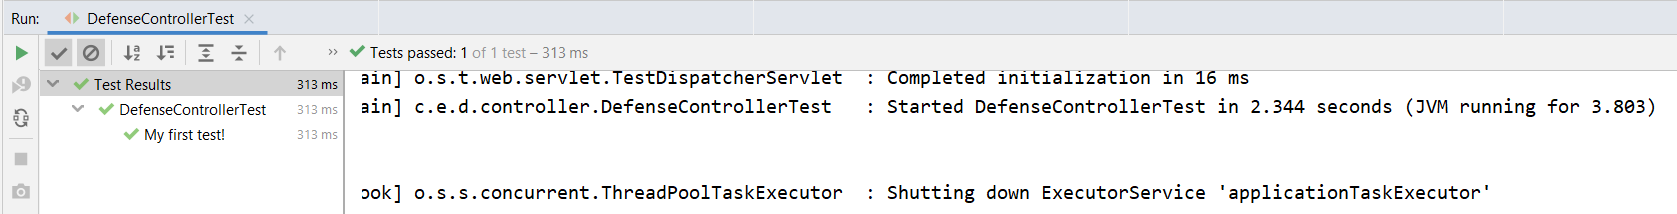 Run: DefenseControllerTest
Tests passed: 1 of 1 test – 313 ms
Test Results 313 ms
DefenseControllerTest 313 ms
My first test! 313 ms
ain] o.s.t.web.servlet.TestDispatcherServlet : Completed initialization in 16 ms
ain] c.e.d.controller.DefenseControllerTest : Started DefenseControllerTest in 2.344 seconds (JVM running for 3.803)
ook] o.s.s.concurrent.ThreadPoolTaskExecutor : Shutting down ExecutorService 'applicationTaskExecutor'